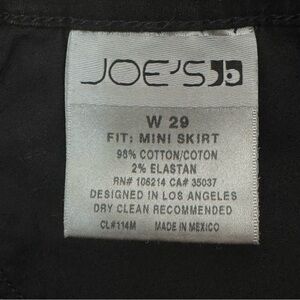 JOE'S
W 29
FIT: MINI SKIRT
98% COTTON/COTON
2% ELASTAN
RN# 106214 CA# 35037
DESIGNED IN LOS ANGELES
DRY CLEAN RECOMMENDED
CL#114M MADE IN MEXICO